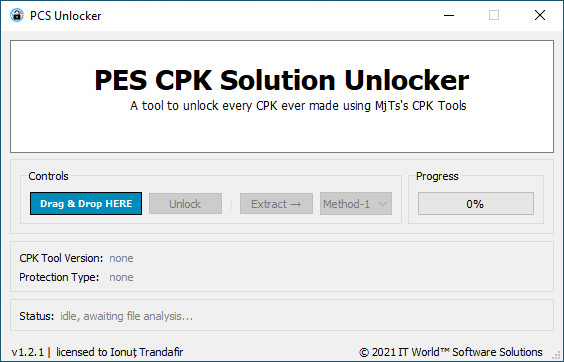 PCS Unlocker
PES CPK Solution Unlocker
A tool to unlock every CPK ever made using MjTs's CPK Tools
Controls
Progress
Drag & Drop HERE
Unlock
Extract →
Method-1
0%
CPK Tool Version: none
Protection Type: none
Status: idle, awaiting file analysis...
v1.2.1 | licensed to Ionuț Trandafir
© 2021 IT World™ Software Solutions